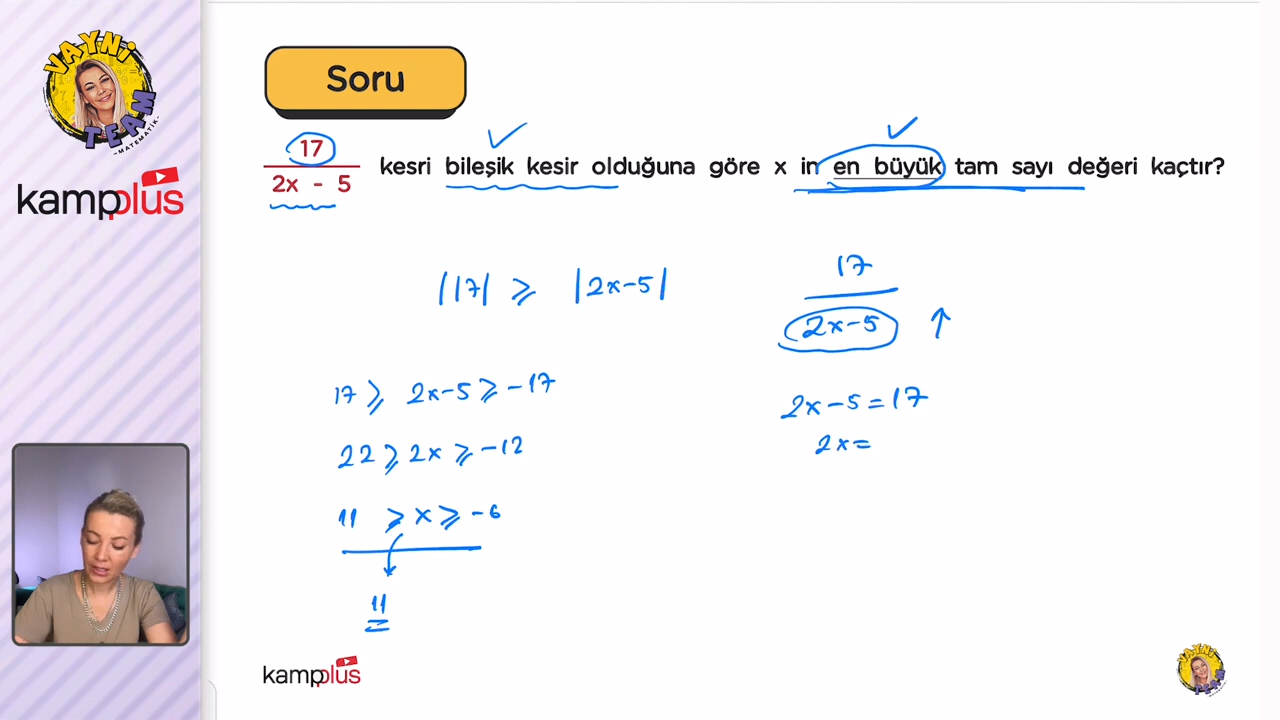 VAYNİ
TEAM
-MATEMATİK-
kampplus
Soru
17
2x - 5
kesri bileşik kesir olduğuna göre x in en büyük tam sayı değeri kaçtır?
|17| ⩾ |2x-5|
17
2x-5 ↑
17 ⩾ 2x-5 ⩾ -17
2x-5=17
22 ⩾ 2x ⩾ -12
2x=
11 ⩾ x ⩾ -6
11
kampplus
VAYNİ
TEAM